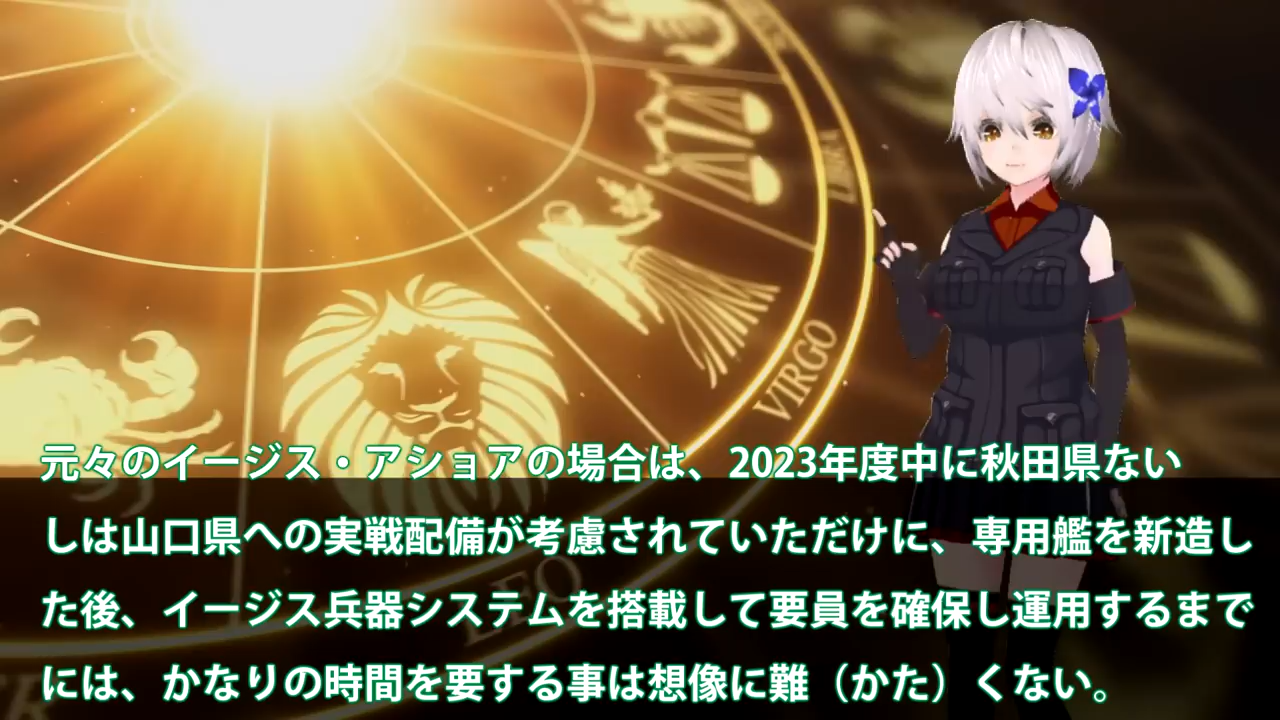 LIBRA
VIRGO
LEO
元々のイージス・アショアの場合は、2023年度中に秋田県ない
しは山口県への実戦配備が考慮されていただけに、専用艦を新造し
た後、イージス兵器システムを搭載して要員を確保し運用するまで
には、かなりの時間を要する事は想像に難（かた）くない。